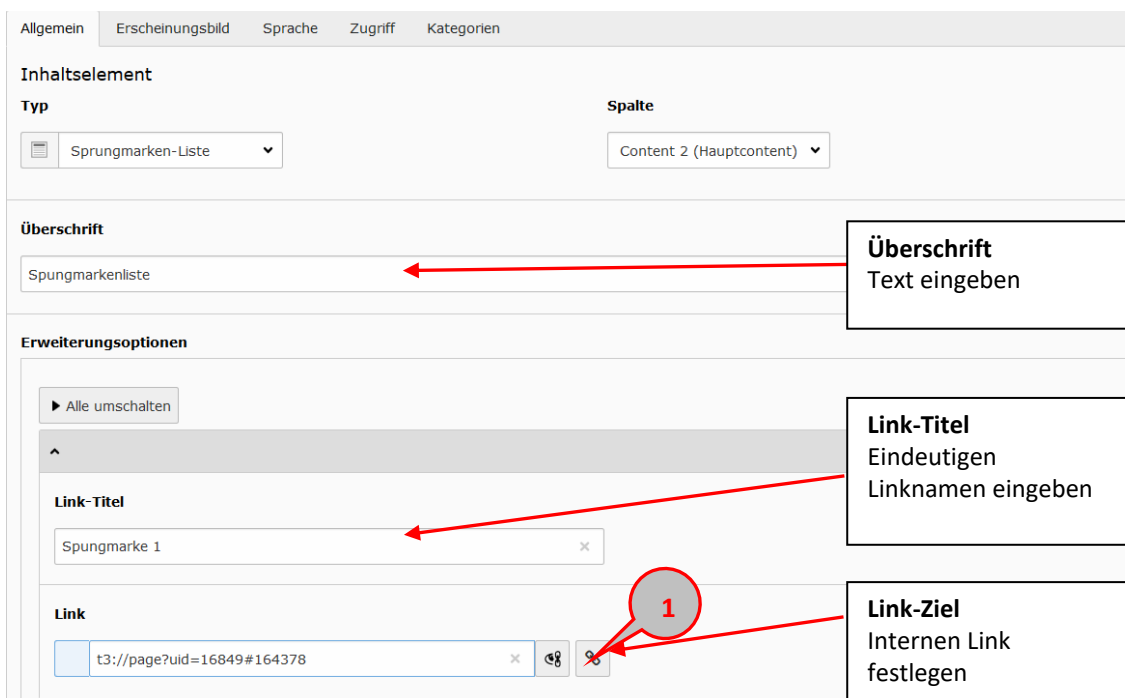 Allgemein Erscheinungsbild Sprache Zugriff Kategorien
Inhaltselement
Typ Spalte
Sprungmarken-Liste Content 2 (Hauptcontent)
Überschrift
Spungmarkenliste
Überschrift
Text eingeben
Erweiterungsoptionen
Alle umschalten
Link-Titel
Eindeutigen
Linknamen eingeben
Link-Titel
Spungmarke 1
Link
1
t3://page?uid=16849#164378
Link-Ziel
Internen Link
festlegen